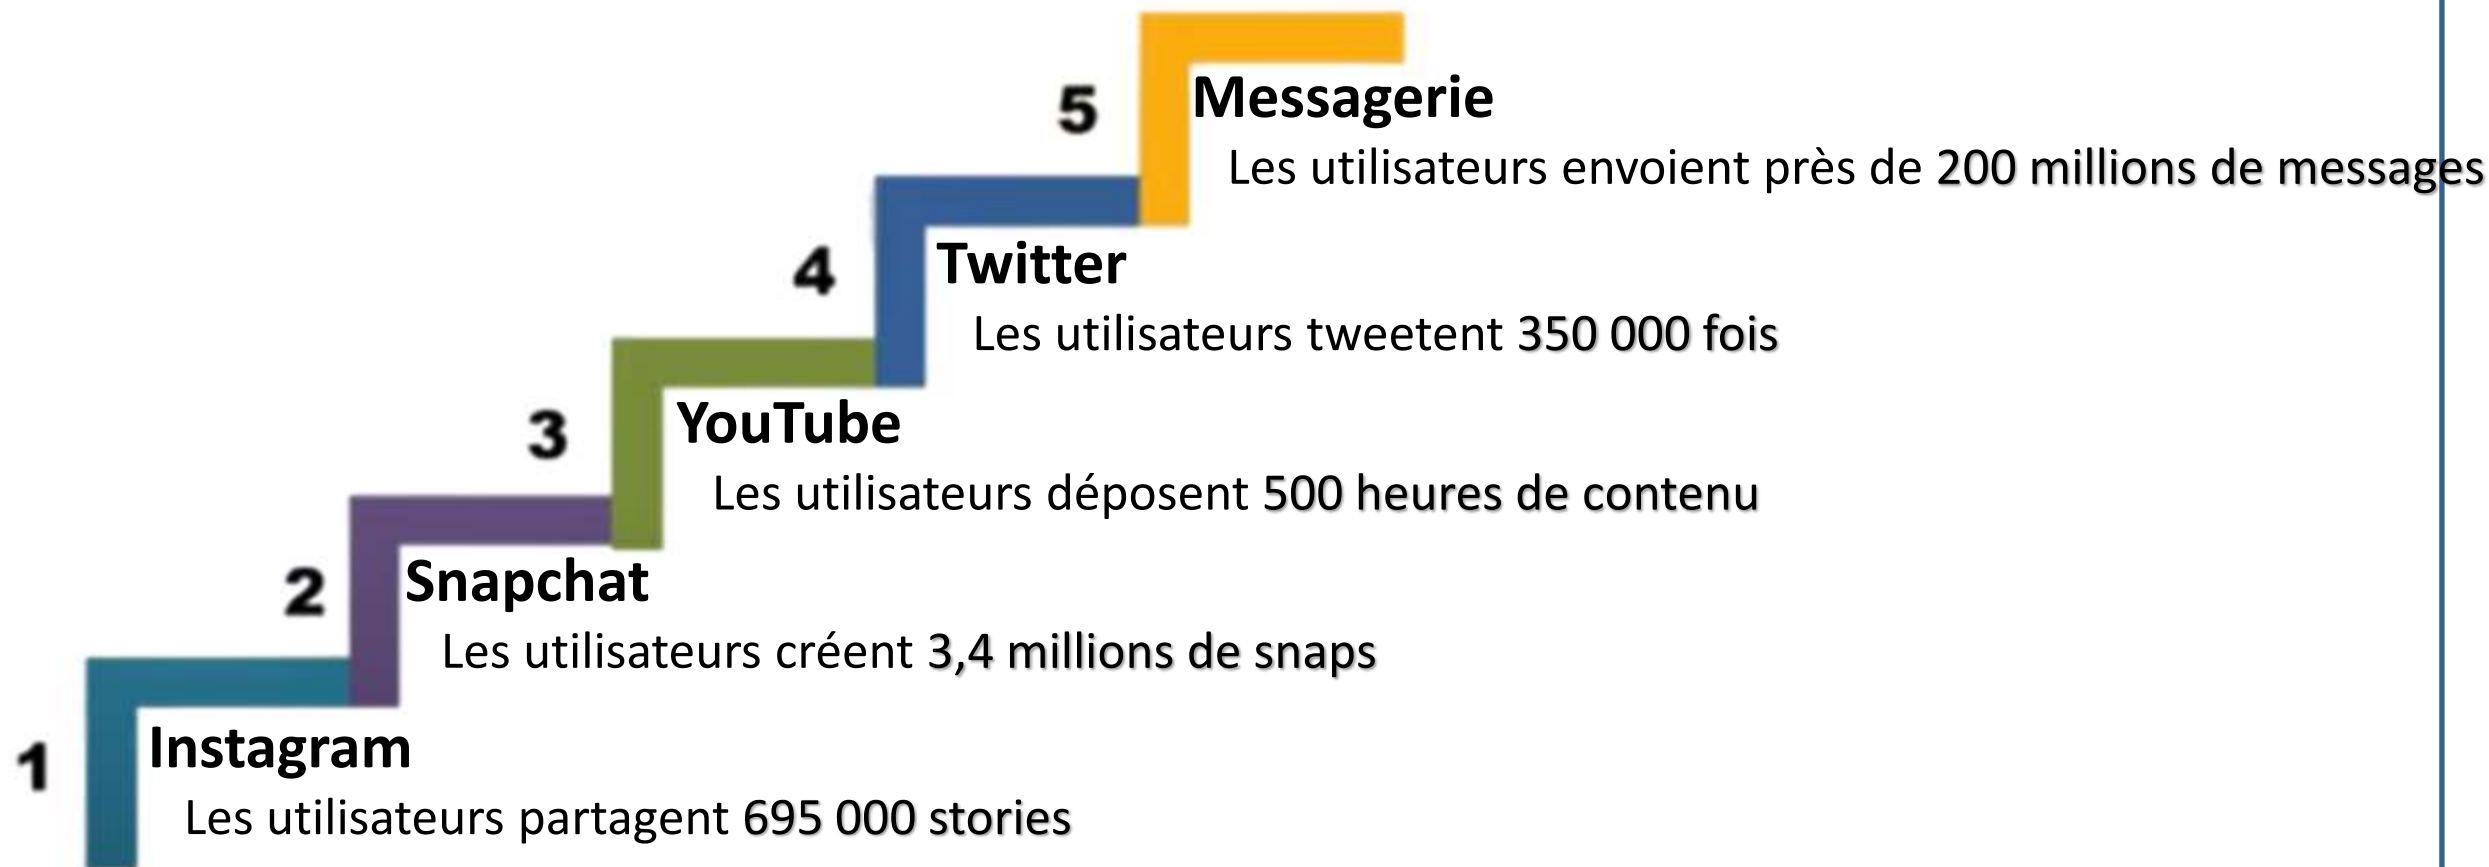 5
Messagerie
Les utilisateurs envoient près de 200 millions de messages
4
Twitter
Les utilisateurs tweetent 350 000 fois
3
YouTube
Les utilisateurs déposent 500 heures de contenu
2
Snapchat
Les utilisateurs créent 3,4 millions de snaps
1
Instagram
Les utilisateurs partagent 695 000 stories